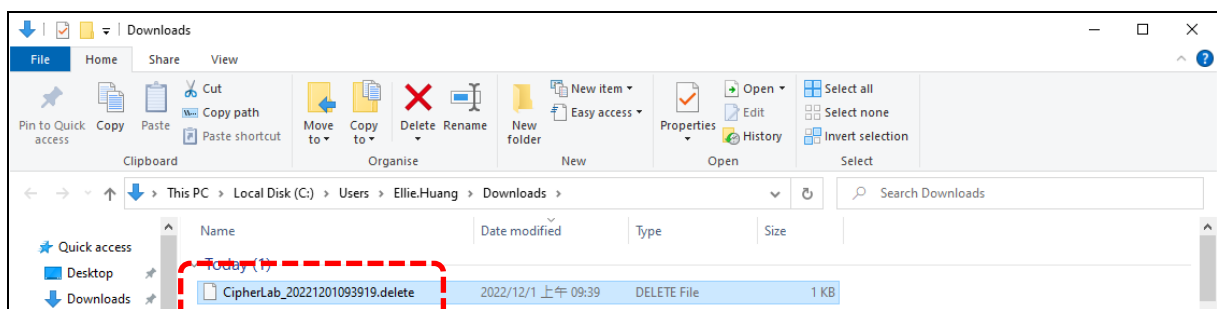 Downloads
File Home Share View
Pin to Quick access
Copy
Paste
Cut
Copy path
Paste shortcut
Clipboard
Move to
Copy to
Delete
Rename
Organise
New folder
New item
Easy access
New
Properties
Open
Edit
History
Open
Select all
Select none
Invert selection
Select
This PC > Local Disk (C:) > Users > Ellie.Huang > Downloads >
Search Downloads
Name Date modified Type Size
Quick access
Desktop
Downloads
Today (1)
CipherLab_20221201093919.delete 2022/12/1 上午 09:39 DELETE File 1 KB